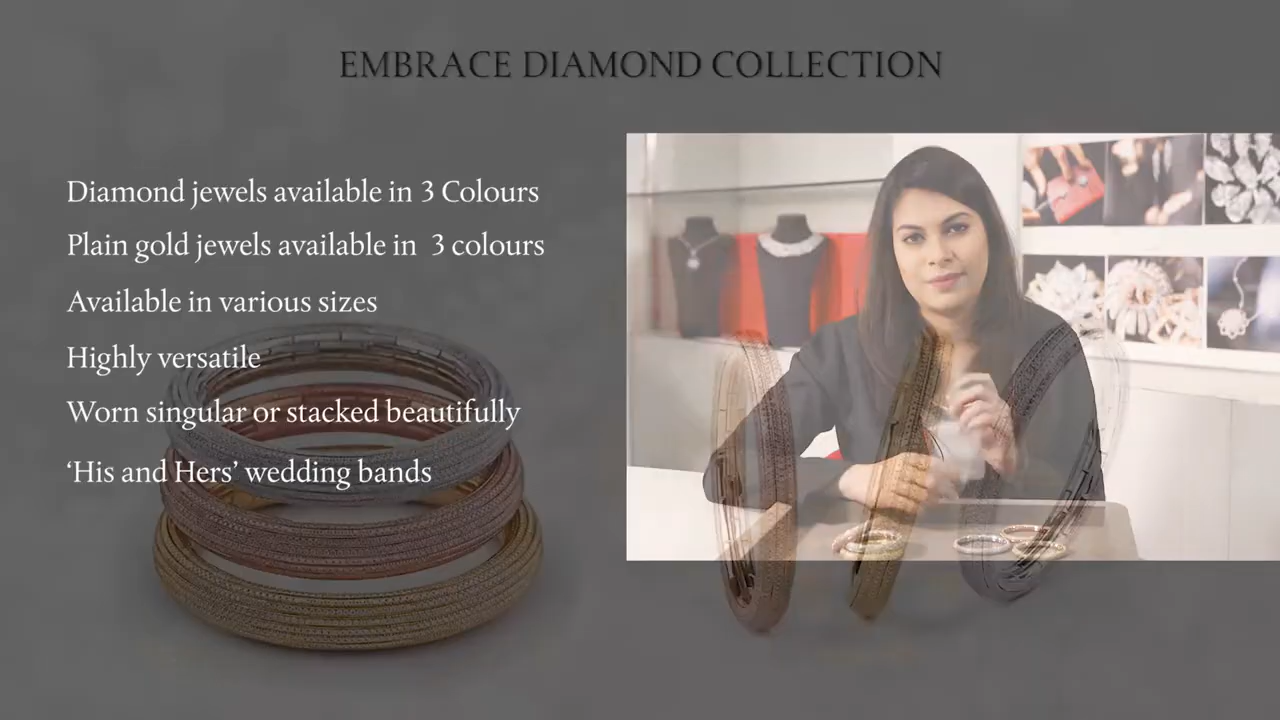 EMBRACE DIAMOND COLLECTION
Diamond jewels available in 3 Colours
Plain gold jewels available in 3 colours
Available in various sizes
Highly versatile
Worn singular or stacked beautifully
‘His and Hers’ wedding bands